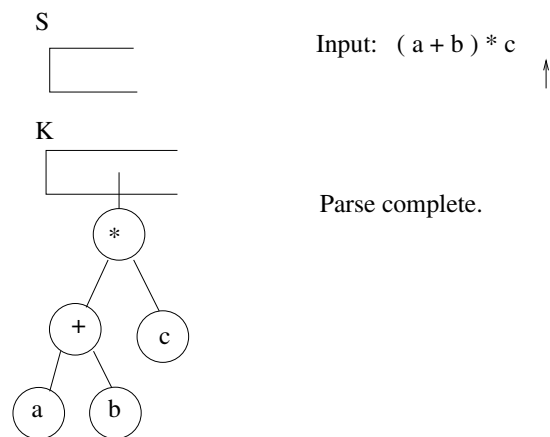 S
Input: ( a + b ) * c
K
Parse complete.
*
+
c
a
b